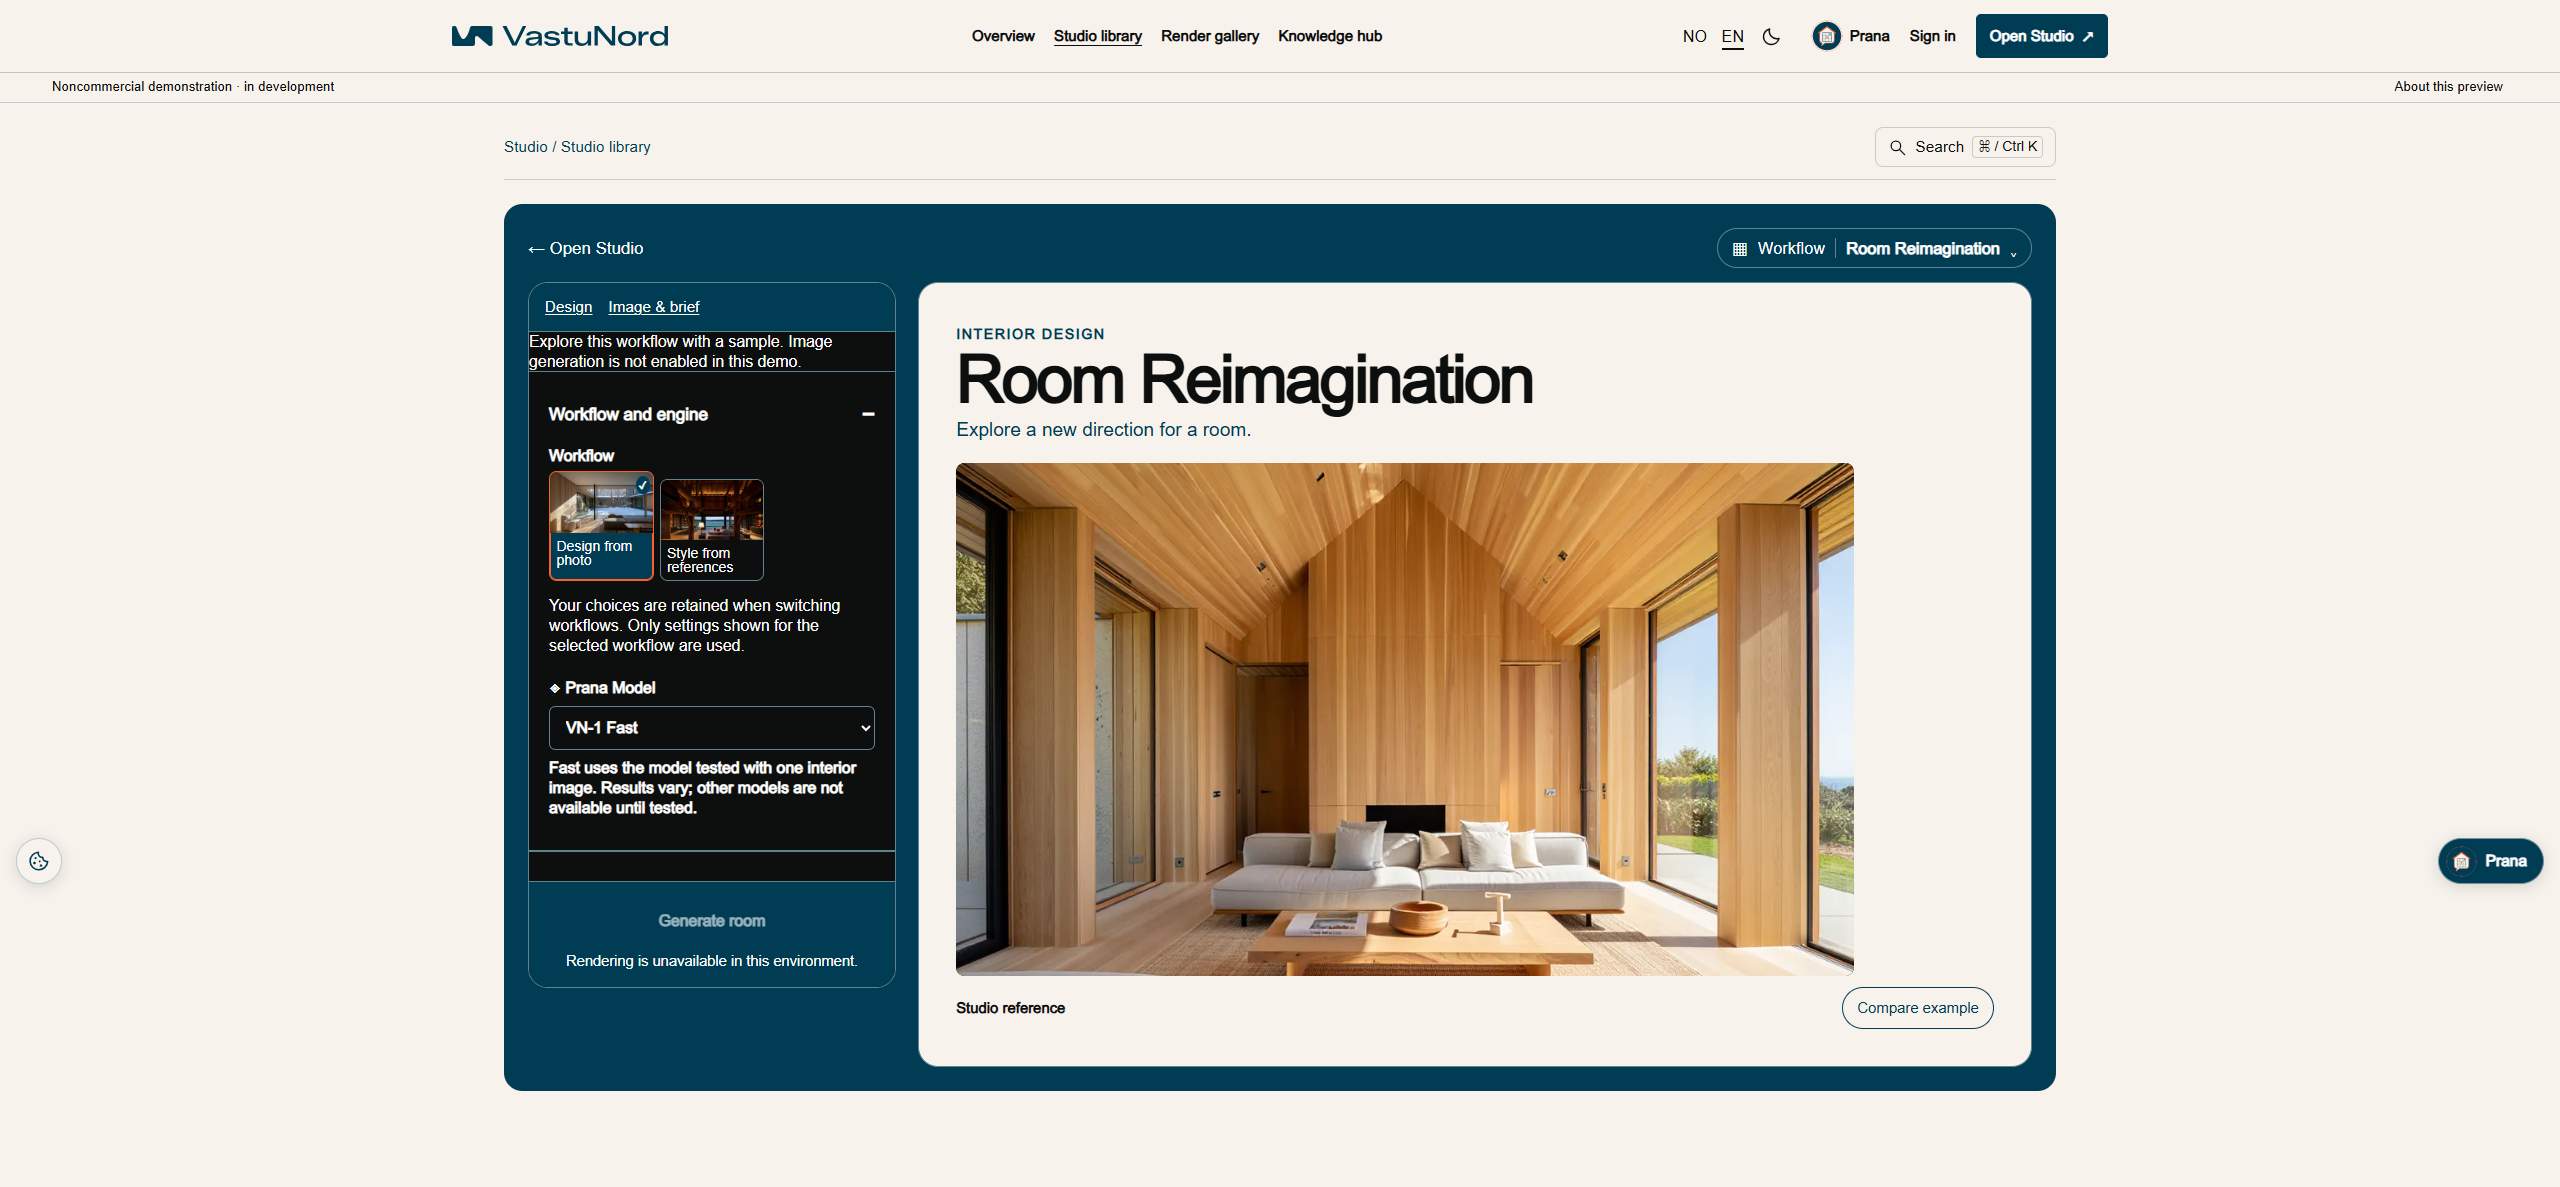 VastuNord
Overview Studio library Render gallery Knowledge hub
NO EN Prana Sign in Open Studio ↗
Noncommercial demonstration · in development
About this preview
Studio / Studio library
Search ⌘ / Ctrl K
← Open Studio
Workflow Room Reimagination
Design Image & brief
Explore this workflow with a sample. Image
generation is not enabled in this demo.
Workflow and engine
Workflow
Design from
photo
Style from
references
Your choices are retained when switching
workflows. Only settings shown for the
selected workflow are used.
Prana Model
VN-1 Fast
Fast uses the model tested with one interior
image. Results vary; other models are not
available until tested.
Generate room
Rendering is unavailable in this environment.
INTERIOR DESIGN
Room Reimagination
Explore a new direction for a room.
Studio reference
Compare example
Prana